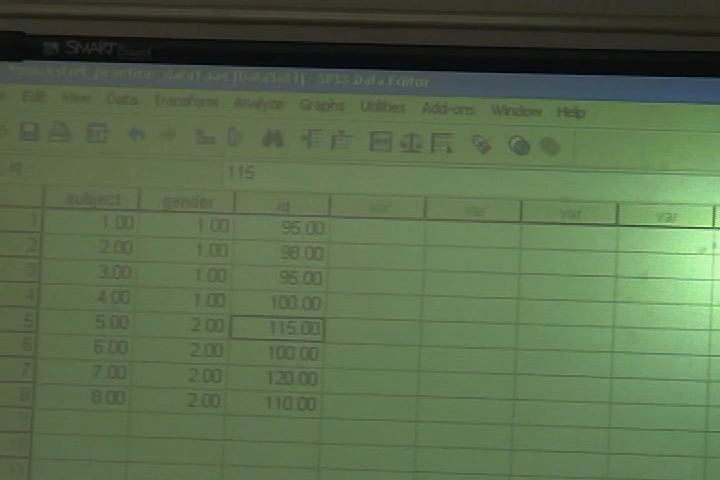 SMART Board
quickstart_practice_data1.sav [DataSet1] - SPSS Data Editor
Edit View Data Transform Analyze Graphs Utilities Add-ons Window Help
iq 115
subject gender iq var var var var
1 1.00 1.00 95.00
2 2.00 1.00 98.00
3 3.00 1.00 95.00
4 4.00 1.00 100.00
5 5.00 2.00 115.00
6 6.00 2.00 100.00
7 7.00 2.00 120.00
8 8.00 2.00 110.00